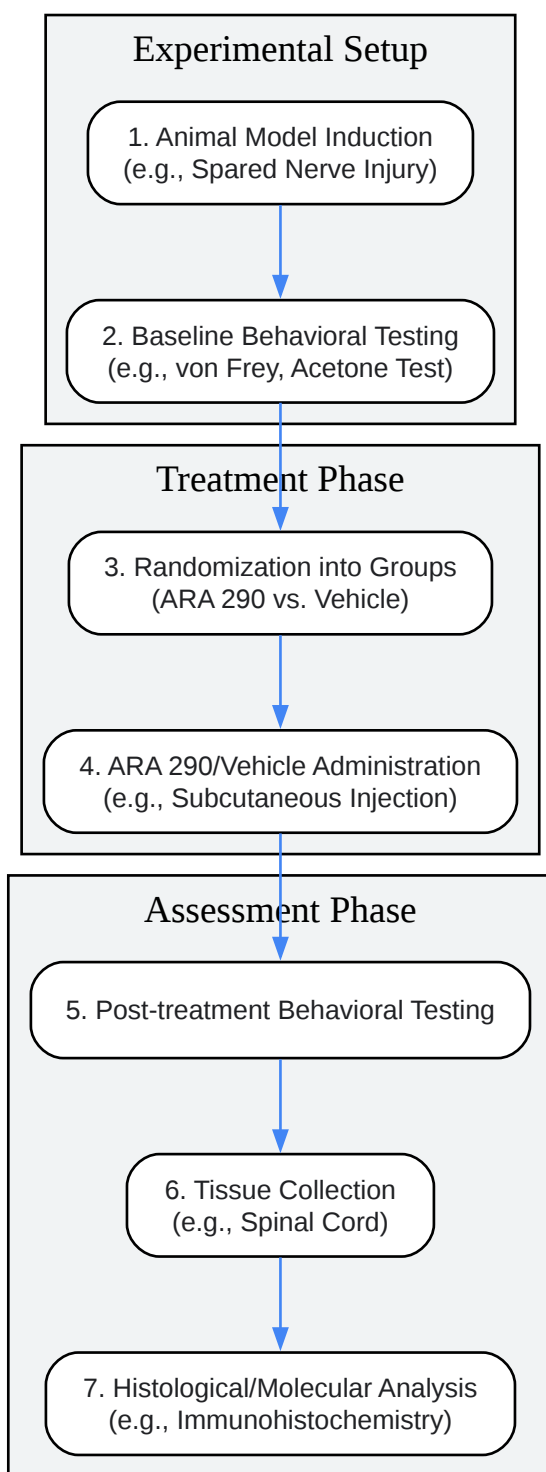 Experimental Setup
1. Animal Model Induction
(e.g., Spared Nerve Injury)
2. Baseline Behavioral Testing
(e.g., von Frey, Acetone Test)
Treatment Phase
3. Randomization into Groups
(ARA 290 vs. Vehicle)
4. ARA 290/Vehicle Administration
(e.g., Subcutaneous Injection)
Assessment Phase
5. Post-treatment Behavioral Testing
6. Tissue Collection
(e.g., Spinal Cord)
7. Histological/Molecular Analysis
(e.g., Immunohistochemistry)